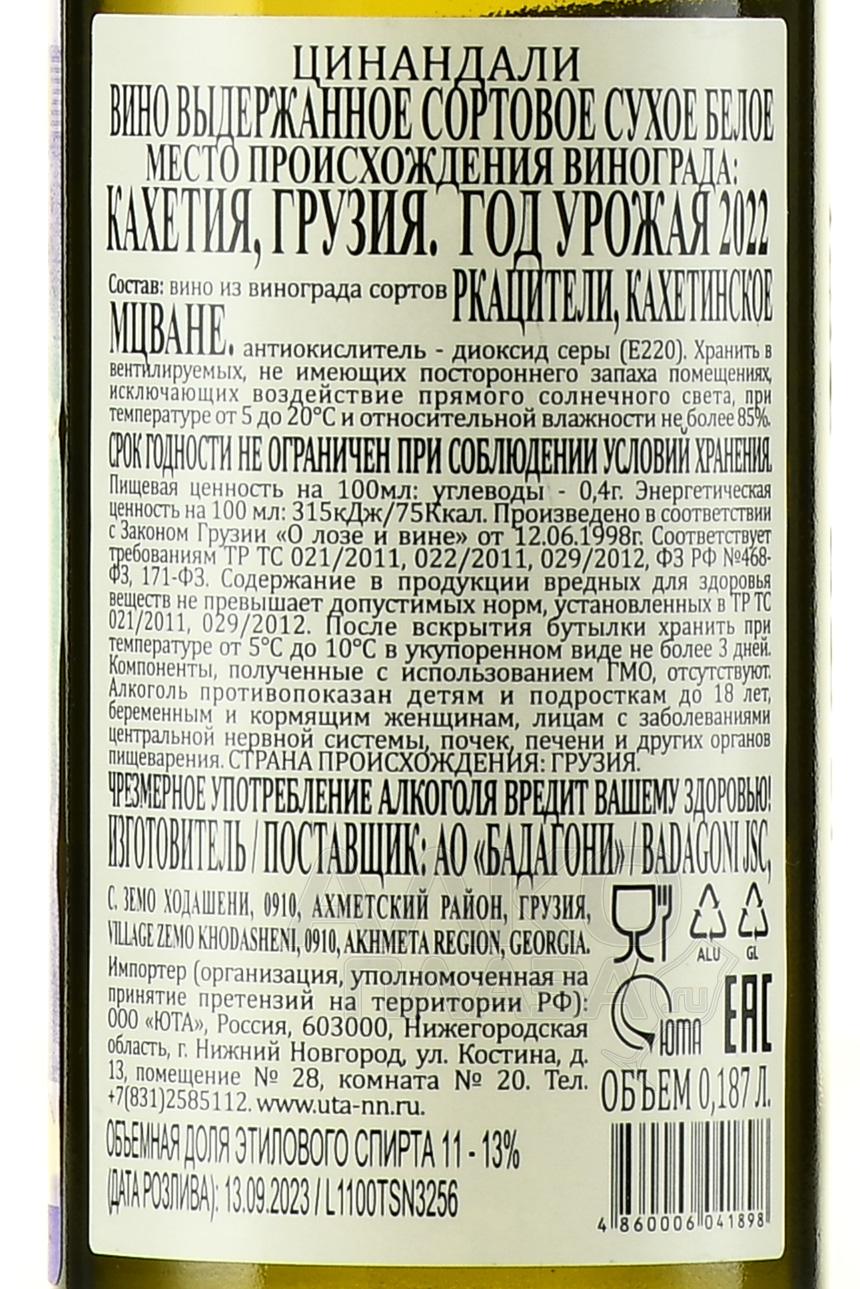 ЦИНАНДАЛИ
ВИНО ВЫДЕРЖАННОЕ СОРТОВОЕ СУХОЕ БЕЛОЕ
МЕСТО ПРОИСХОЖДЕНИЯ ВИНОГРАДА:
КАХЕТИЯ, ГРУЗИЯ. ГОД УРОЖАЯ 2022
Состав: вино из винограда сортов РКАЦИТЕЛИ, КАХЕТИНСКОЕ
МЦВАНЕ. антиокислитель - диоксид серы (Е220). Хранить в
вентилируемых, не имеющих постороннего запаха помещениях,
исключающих воздействие прямого солнечного света, при
температуре от 5 до 20°С и относительной влажности не более 85%.
СРОК ГОДНОСТИ НЕ ОГРАНИЧЕН ПРИ СОБЛЮДЕНИИ УСЛОВИЙ ХРАНЕНИЯ.
Пищевая ценность на 100мл: углеводы - 0,4г. Энергетическая
ценность на 100 мл: 315кДж/75Ккал. Произведено в соответствии
с Законом Грузии «О лозе и вине» от 12.06.1998г. Соответствует
требованиям ТР ТС 021/2011, 022/2011, 029/2012, ФЗ РФ №468-
ФЗ, 171-ФЗ. Содержание в продукции вредных для здоровья
веществ не превышает допустимых норм, установленных в ТР ТС
021/2011, 029/2012. После вскрытия бутылки хранить при
температуре от 5°С до 10°С в укупоренном виде не более 3 дней.
Компоненты, полученные с использованием ГМО, отсутствуют.
Алкоголь противопоказан детям и подросткам до 18 лет,
беременным и кормящим женщинам, лицам с заболеваниями
центральной нервной системы, почек, печени и других органов
пищеварения. СТРАНА ПРОИСХОЖДЕНИЯ: ГРУЗИЯ.
ЧРЕЗМЕРНОЕ УПОТРЕБЛЕНИЕ АЛКОГОЛЯ ВРЕДИТ ВАШЕМУ ЗДОРОВЬЮ!
ИЗГОТОВИТЕЛЬ / ПОСТАВЩИК: АО «БАДАГОНИ» / BADAGONI JSC,
С. ЗЕМО ХОДАШЕНИ, 0910, АХМЕТСКИЙ РАЙОН, ГРУЗИЯ,
VILLAGE ZEMO KHODASHENI, 0910, AKHMETA REGION, GEORGIA.
ALU GL
Импортер (организация, уполномоченная на
принятие претензий на территории РФ):
ООО «ЮТА», Россия, 603000, Нижегородская
область, г. Нижний Новгород, ул. Костина, д.
13, помещение № 28, комната № 20. Тел.
+7(831)2585112. www.uta-nn.ru.
ЮТА EAC
ОБЪЕМ 0,187 Л.
ОБЪЕМНАЯ ДОЛЯ ЭТИЛОВОГО СПИРТА 11 - 13%
(ДАТА РОЗЛИВА): 13.09.2023 / L1100TSN3256
4 860006 041898